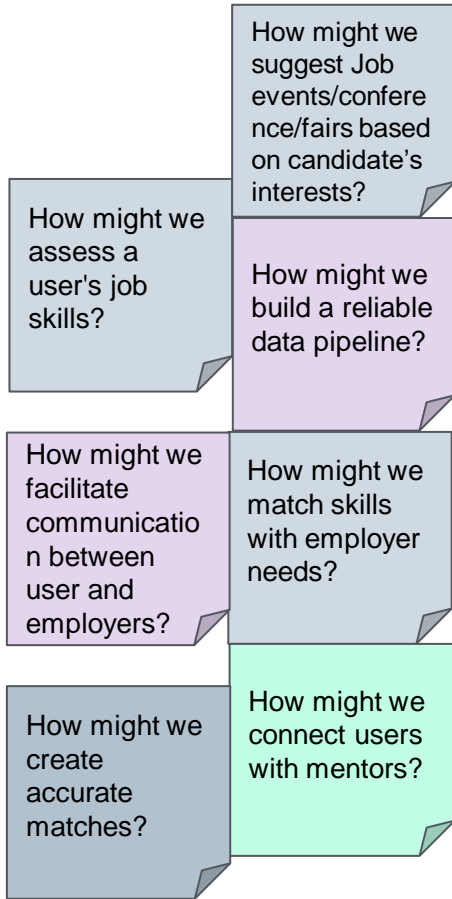 How might we
suggest Job
events/confere
nce/fairs based
on candidate’s
interests?
How might we
assess a
user's job
skills?
How might we
build a reliable
data pipeline?
How might we
facilitate
communicatio
n between
user and
employers?
How might we
match skills
with employer
needs?
How might we
create
accurate
matches?
How might we
connect users
with mentors?